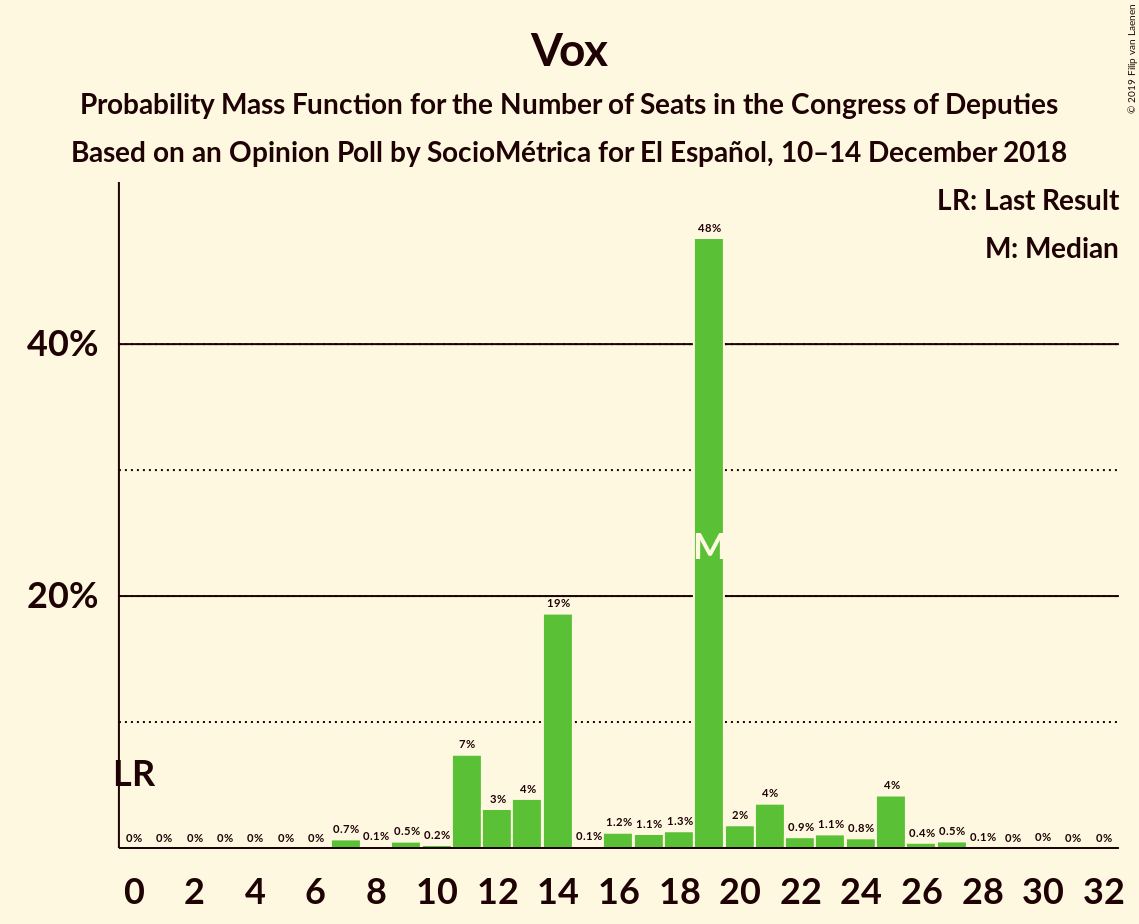 Vox
Probability Mass Function for the Number of Seats in the Congress of Deputies
Based on an Opinion Poll by SocioMétrica for El Español, 10–14 December 2018
© 2019 Filip van Laenen
LR: Last Result
M: Median
40%
20%
LR
M
0% 0% 0% 0% 0% 0% 0% 0.7% 0.1% 0.5% 0.2% 7% 3% 4% 19% 0.1% 1.2% 1.1% 1.3% 48% 2% 4% 0.9% 1.1% 0.8% 4% 0.4% 0.5% 0.1% 0% 0% 0% 0%
0 2 4 6 8 10 12 14 16 18 20 22 24 26 28 30 32